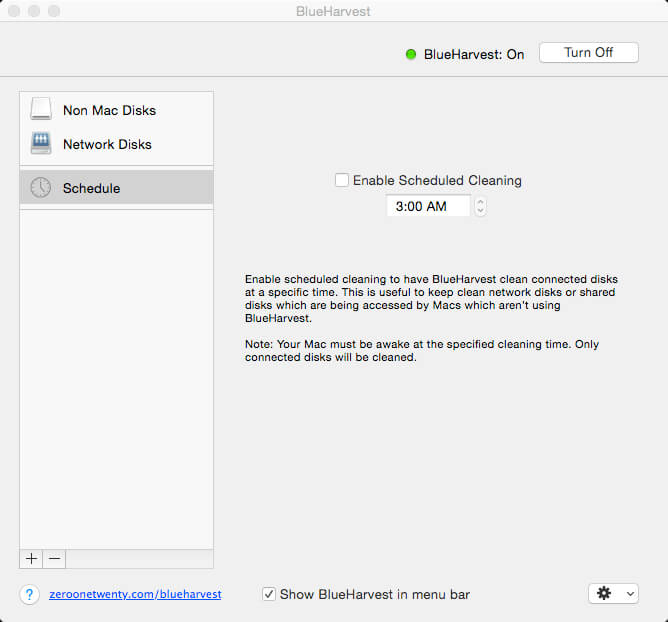 BlueHarvest
BlueHarvest: On
Turn Off
Non Mac Disks
Network Disks
Schedule
Enable Scheduled Cleaning
3:00 AM
Enable scheduled cleaning to have BlueHarvest clean connected disks
at a specific time. This is useful to keep clean network disks or shared
disks which are being accessed by Macs which aren't using
BlueHarvest.
Note: Your Mac must be awake at the specified cleaning time. Only
connected disks will be cleaned.
+ −
? zeroonetwenty.com/blueharvest
Show BlueHarvest in menu bar